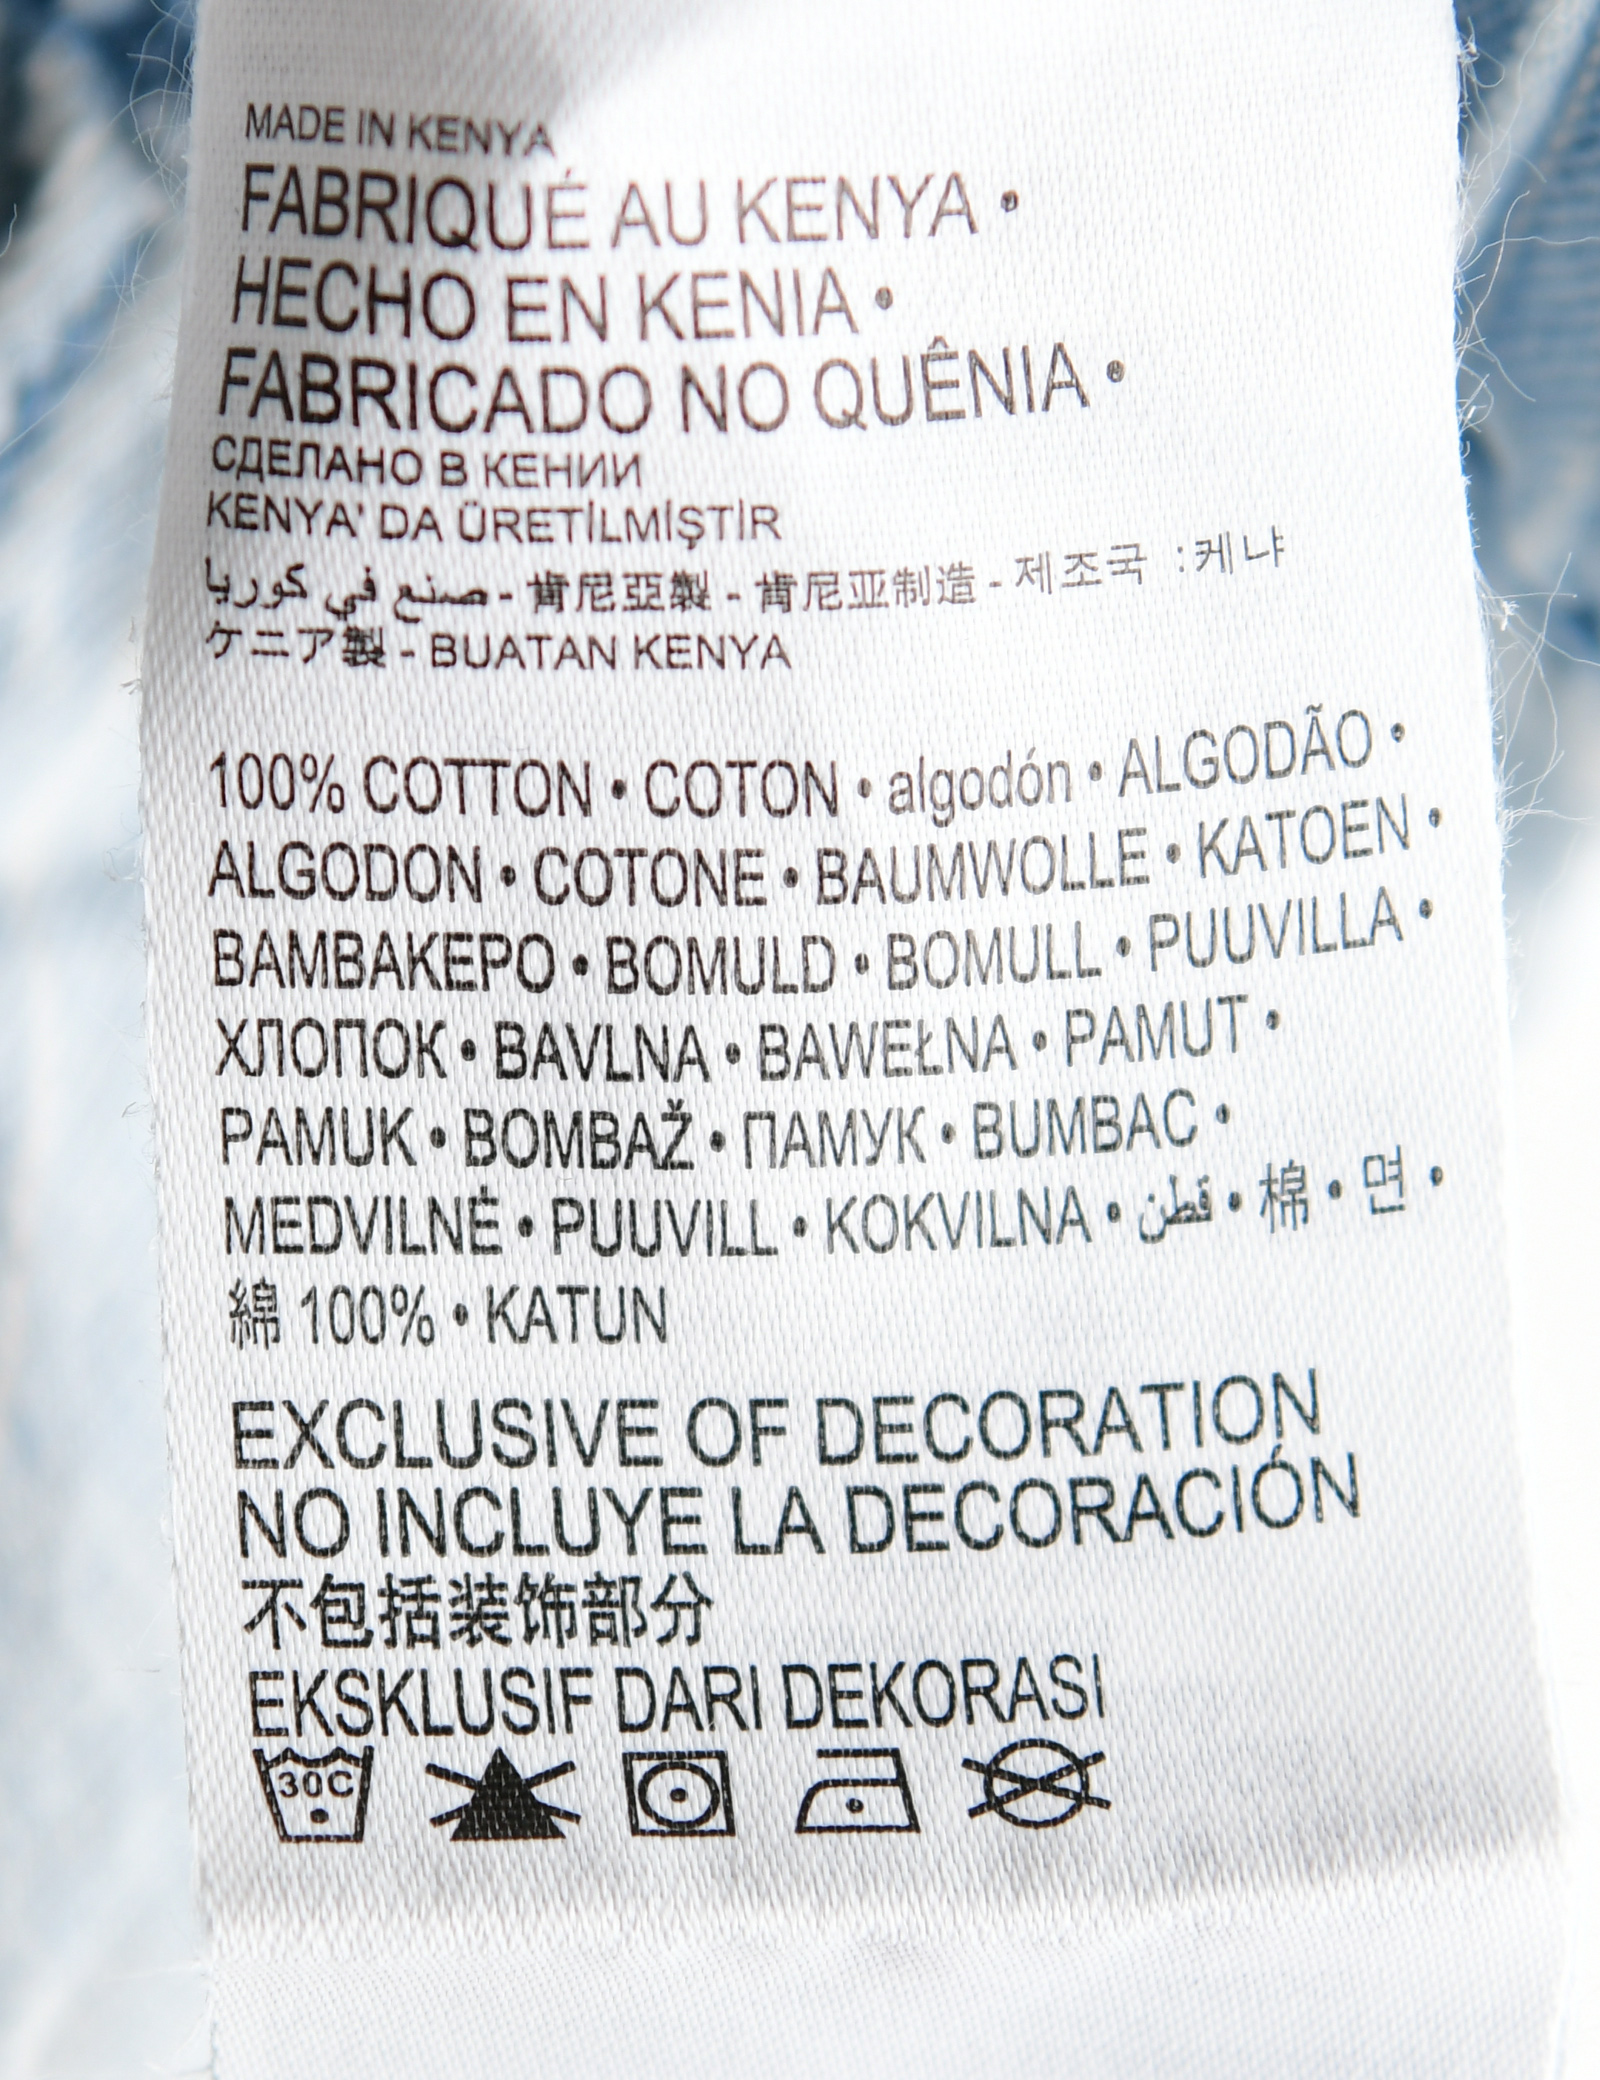 MADE IN KENYA
FABRIQUÉ AU KENYA •
HECHO EN KENIA •
FABRICADO NO QUÊNIA •
СДЕЛАНО В КЕНИИ
KENYA' DA ÜRETİLMİŞTİR
صنع في كوريا - 肯尼亞製 - 肯尼亚制造 - 제조국 :케냐
ケニア製 - BUATAN KENYA
100% COTTON • COTON • algodón • ALGODÃO •
ALGODON • COTONE • BAUMWOLLE • KATOEN •
BAMBAKEPO • BOMULD • BOMULL • PUUVILLA •
ХЛОПОК • BAVLNA • BAWEŁNA • PAMUT •
PAMUK • BOMBAŽ • ПАМУК • BUMBAC •
MEDVILNĖ • PUUVILL • KOKVILNA • قطن • 棉 • 면 •
綿 100% • KATUN
EXCLUSIVE OF DECORATION
NO INCLUYE LA DECORACIÓN
不包括装饰部分
EKSKLUSIF DARI DEKORASI
30C